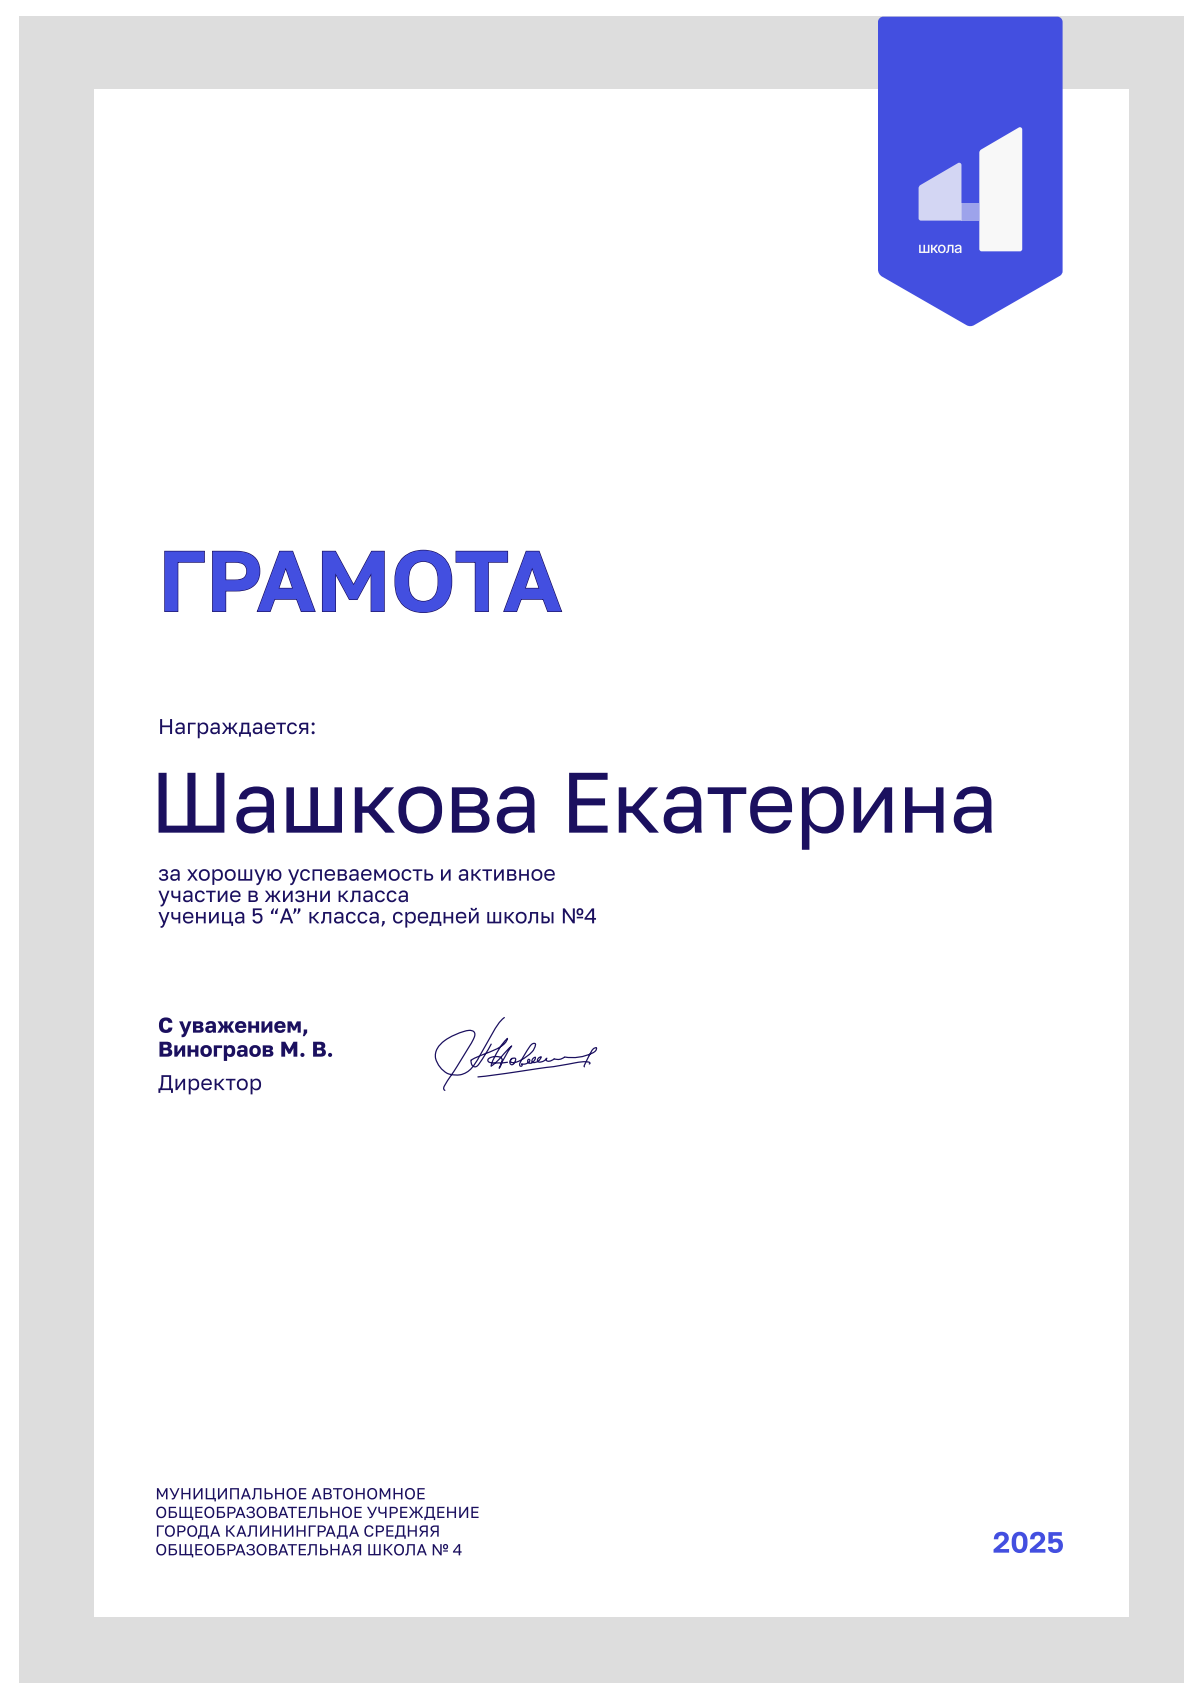 школа
ГРАМОТА
Награждается:
Шашкова Екатерина
за хорошую успеваемость и активное
участие в жизни класса
ученица 5 “А” класса, средней школы №4
С уважением,
Винограов М. В.
Директор
МУНИЦИПАЛЬНОЕ АВТОНОМНОЕ
ОБЩЕОБРАЗОВАТЕЛЬНОЕ УЧРЕЖДЕНИЕ
ГОРОДА КАЛИНИНГРАДА СРЕДНЯЯ
ОБЩЕОБРАЗОВАТЕЛЬНАЯ ШКОЛА № 4
2025